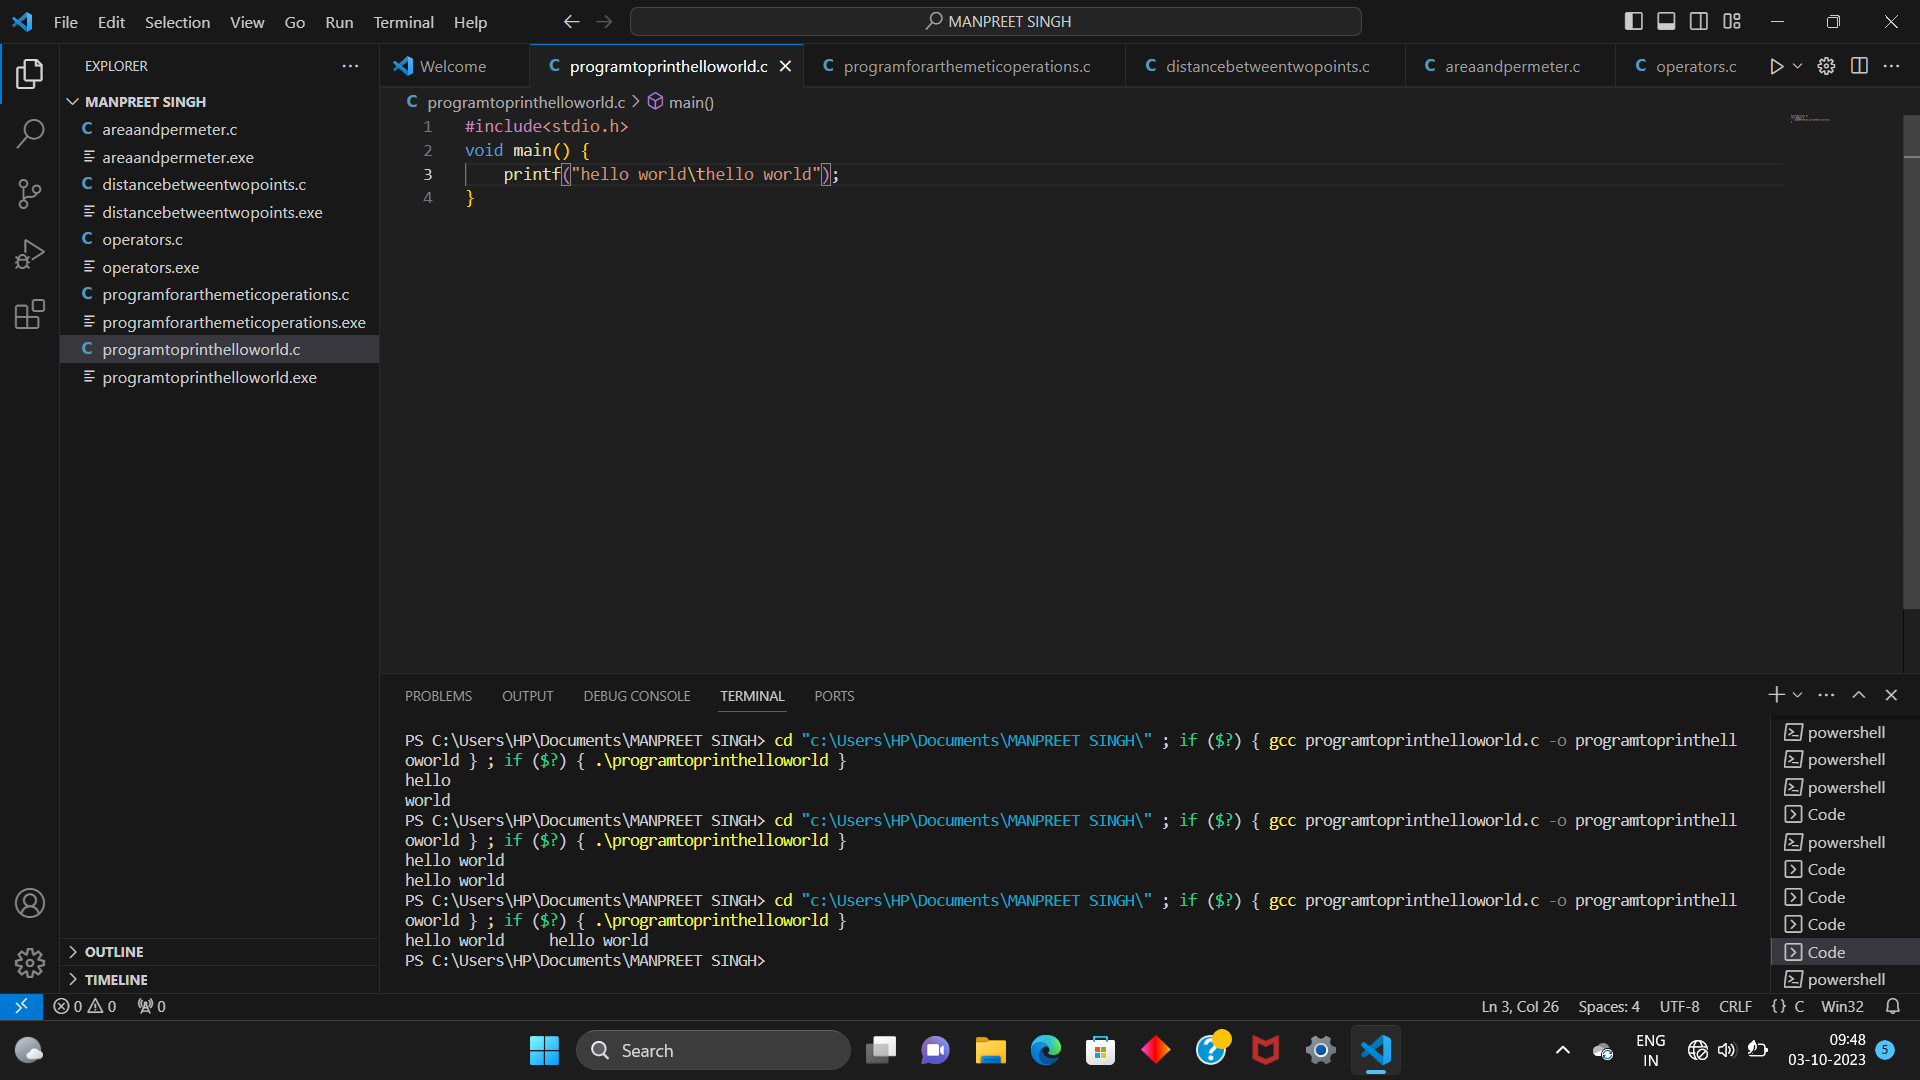 File Edit Selection View Go Run Terminal Help
MANPREET SINGH
EXPLORER
MANPREET SINGH
areaandpermeter.c
areaandpermeter.exe
distancebetweentwopoints.c
distancebetweentwopoints.exe
operators.c
operators.exe
programforarthemeticoperations.c
programforarthemeticoperations.exe
programtoprinthelloworld.c
programtoprinthelloworld.exe
OUTLINE
TIMELINE
Welcome
programtoprinthelloworld.c
programforarthemeticoperations.c
distancebetweentwopoints.c
areaandpermeter.c
operators.c
programtoprinthelloworld.c > main()
1 #include<stdio.h>
2 void main() {
3 printf("hello world\thello world");
4 }
PROBLEMS OUTPUT DEBUG CONSOLE TERMINAL PORTS
PS C:\Users\HP\Documents\MANPREET SINGH> cd "c:\Users\HP\Documents\MANPREET SINGH\" ; if ($?) { gcc programtoprinthelloworld.c -o programtoprinthell
oworld } ; if ($?) { .\programtoprinthelloworld }
hello
world
PS C:\Users\HP\Documents\MANPREET SINGH> cd "c:\Users\HP\Documents\MANPREET SINGH\" ; if ($?) { gcc programtoprinthelloworld.c -o programtoprinthell
oworld } ; if ($?) { .\programtoprinthelloworld }
hello world
hello world
PS C:\Users\HP\Documents\MANPREET SINGH> cd "c:\Users\HP\Documents\MANPREET SINGH\" ; if ($?) { gcc programtoprinthelloworld.c -o programtoprinthell
oworld } ; if ($?) { .\programtoprinthelloworld }
hello world     hello world
PS C:\Users\HP\Documents\MANPREET SINGH>
powershell
powershell
powershell
Code
powershell
Code
Code
Code
Code
powershell
0 0 0
Ln 3, Col 26 Spaces: 4 UTF-8 CRLF {} C Win32
Search
ENG
IN
09:48
03-10-2023
5